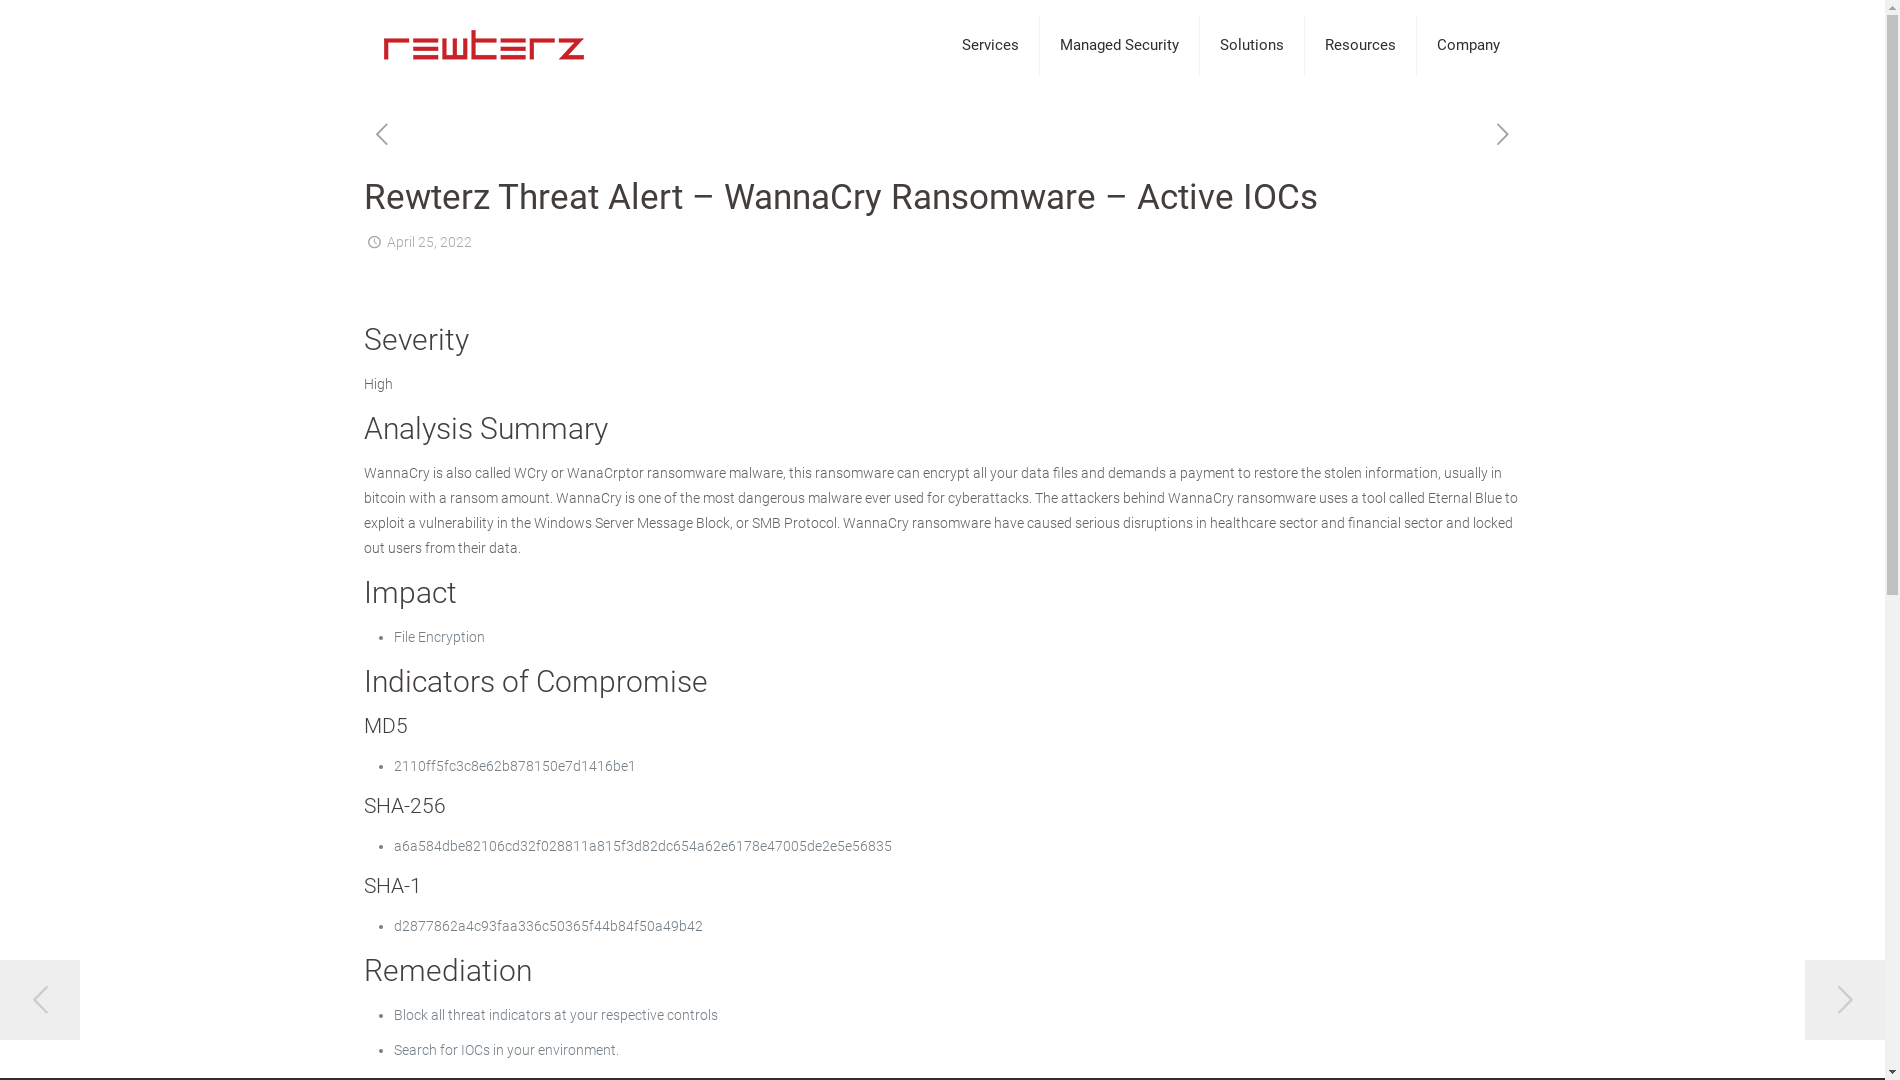 rewterz
Services
Managed Security
Solutions
Resources
Company
Rewterz Threat Alert – WannaCry Ransomware – Active IOCs
April 25, 2022
Severity
High
Analysis Summary
WannaCry is also called WCry or WanaCrptor ransomware malware, this ransomware can encrypt all your data files and demands a payment to restore the stolen information, usually in
bitcoin with a ransom amount. WannaCry is one of the most dangerous malware ever used for cyberattacks. The attackers behind WannaCry ransomware uses a tool called Eternal Blue to
exploit a vulnerability in the Windows Server Message Block, or SMB Protocol. WannaCry ransomware have caused serious disruptions in healthcare sector and financial sector and locked
out users from their data.
Impact
• File Encryption
Indicators of Compromise
MD5
• 2110ff5fc3c8e62b878150e7d1416be1
SHA-256
• a6a584dbe82106cd32f028811a815f3d82dc654a62e6178e47005de2e5e56835
SHA-1
• d2877862a4c93faa336c50365f44b84f50a49b42
Remediation
• Block all threat indicators at your respective controls
• Search for IOCs in your environment.